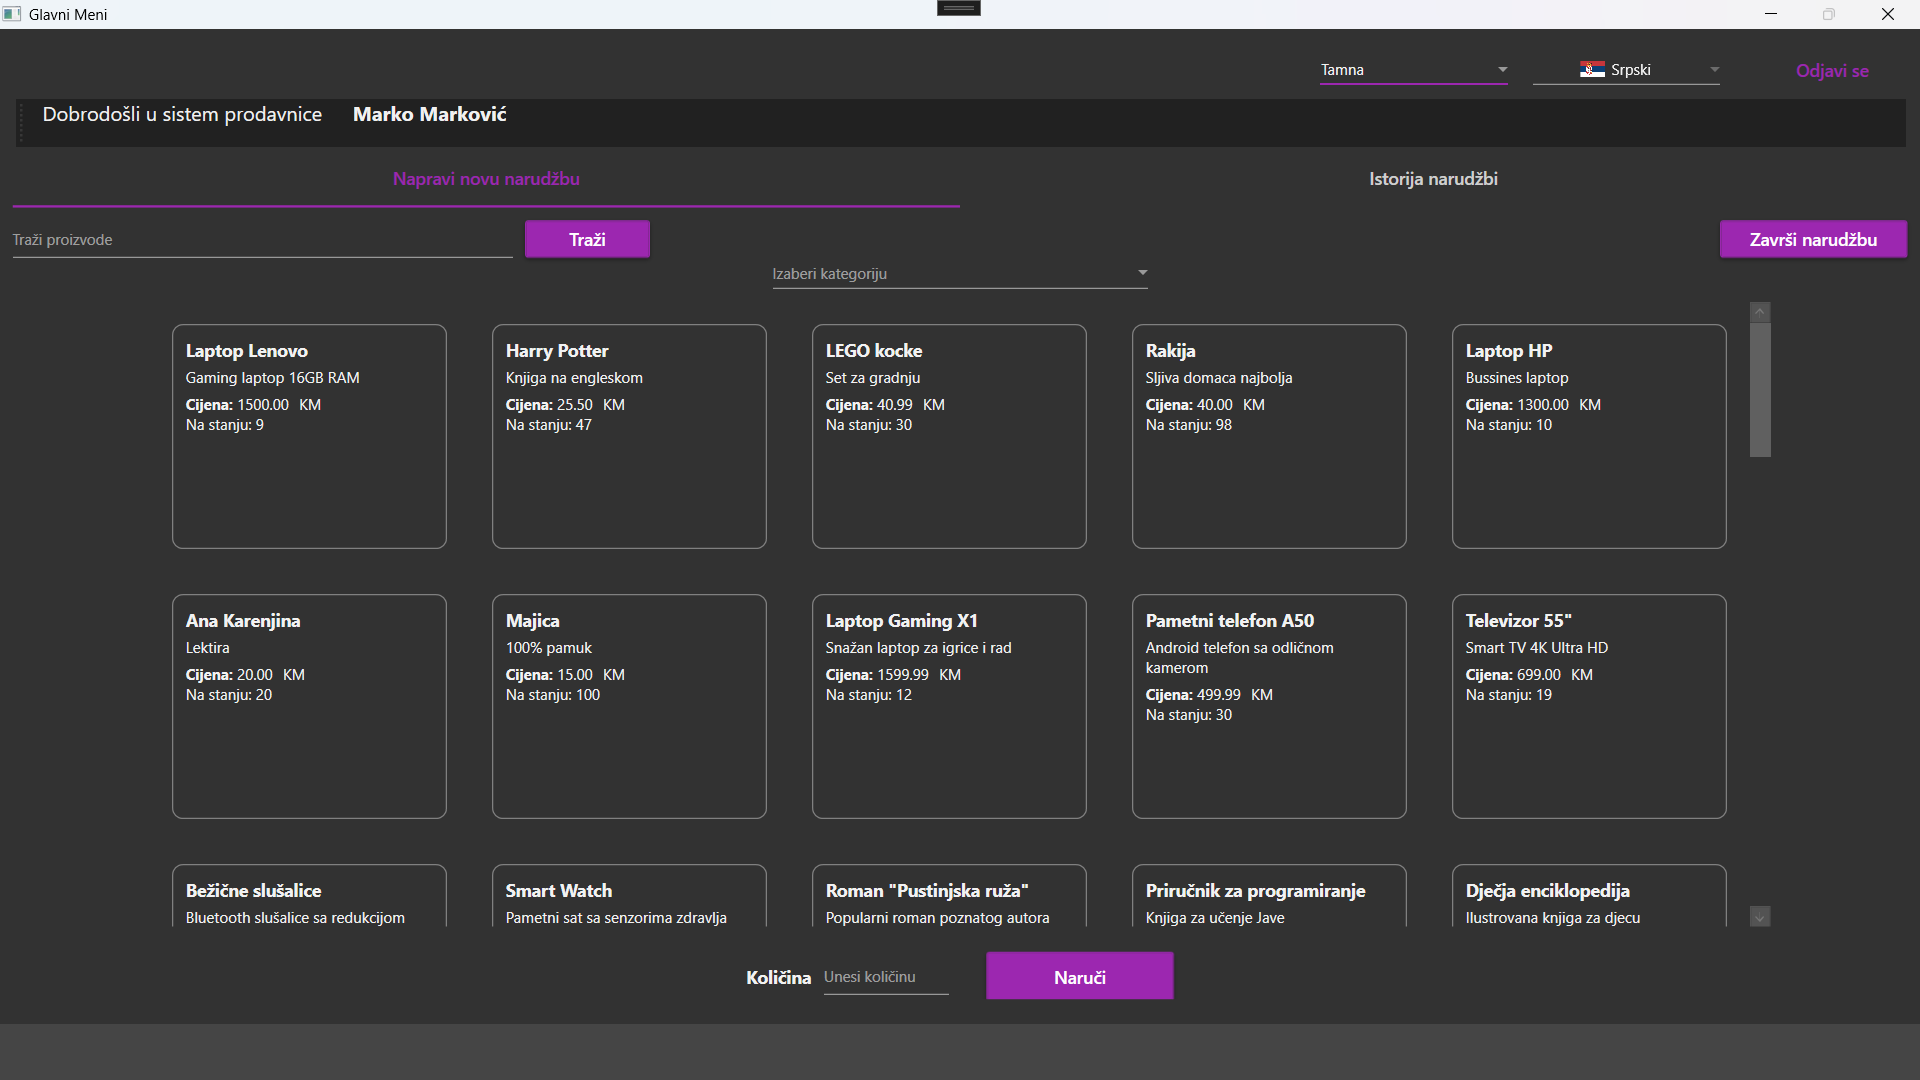 Glavni Meni
Tamna
Srpski
Odjavi se
Dobrodošli u sistem prodavnice Marko Marković
Napravi novu narudžbu
Istorija narudžbi
Traži proizvode
Traži
Završi narudžbu
Izaberi kategoriju
Laptop Lenovo
Gaming laptop 16GB RAM
Cijena: 1500.00 KM
Na stanju: 9
Harry Potter
Knjiga na engleskom
Cijena: 25.50 KM
Na stanju: 47
LEGO kocke
Set za gradnju
Cijena: 40.99 KM
Na stanju: 30
Rakija
Sljiva domaca najbolja
Cijena: 40.00 KM
Na stanju: 98
Laptop HP
Bussines laptop
Cijena: 1300.00 KM
Na stanju: 10
Ana Karenjina
Lektira
Cijena: 20.00 KM
Na stanju: 20
Majica
100% pamuk
Cijena: 15.00 KM
Na stanju: 100
Laptop Gaming X1
Snažan laptop za igrice i rad
Cijena: 1599.99 KM
Na stanju: 12
Pametni telefon A50
Android telefon sa odličnom
kamerom
Cijena: 499.99 KM
Na stanju: 30
Televizor 55"
Smart TV 4K Ultra HD
Cijena: 699.00 KM
Na stanju: 19
Bežične slušalice
Bluetooth slušalice sa redukcijom
Smart Watch
Pametni sat sa senzorima zdravlja
Roman "Pustinjska ruža"
Popularni roman poznatog autora
Priručnik za programiranje
Knjiga za učenje Jave
Dječja enciklopedija
Ilustrovana knjiga za djecu
Količina
Unesi količinu
Naruči